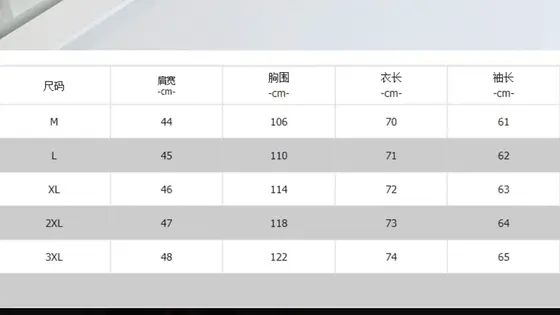 尺码 肩宽 胸围 衣长 袖长
-cm- -cm- -cm- -cm-
M 44 106 70 61
L 45 110 71 62
XL 46 114 72 63
2XL 47 118 73 64
3XL 48 122 74 65